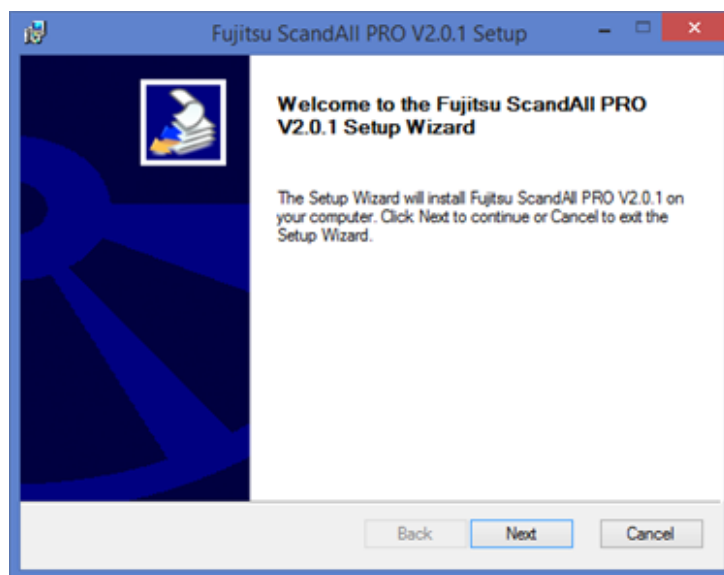 Fujitsu ScandAll PRO V2.0.1 Setup
Welcome to the Fujitsu ScandAll PRO
V2.0.1 Setup Wizard
The Setup Wizard will install Fujitsu ScandAll PRO V2.0.1 on
your computer. Click Next to continue or Cancel to exit the
Setup Wizard.
Back Next Cancel